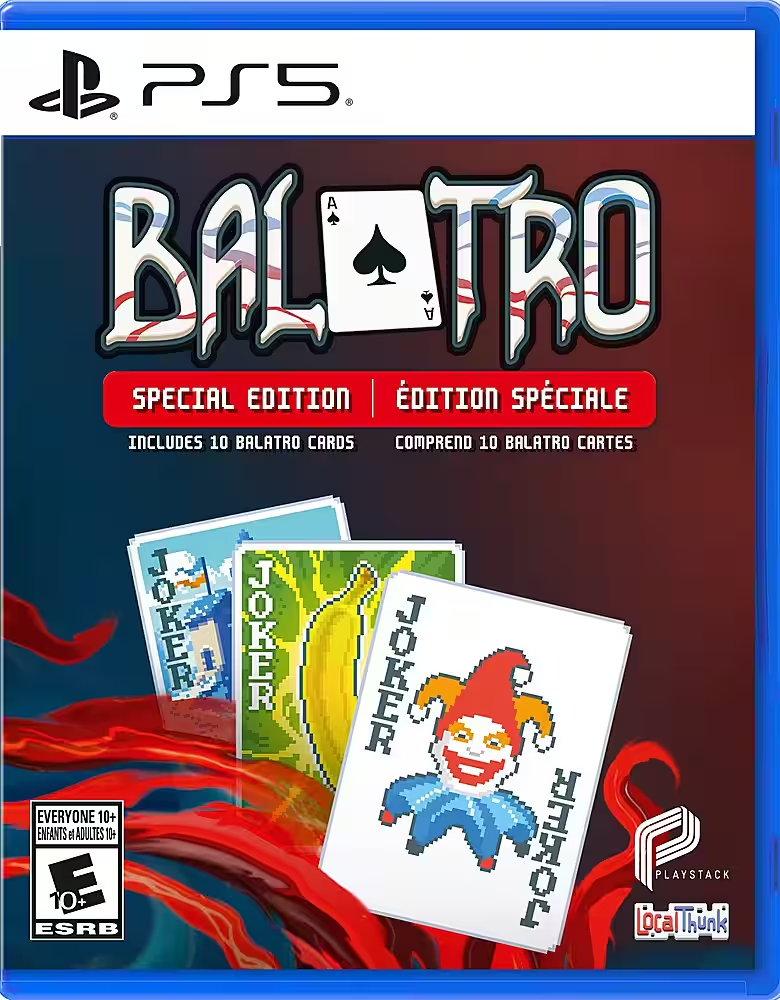 PS5®
BALATRO
A
A
SPECIAL EDITION | ÉDITION SPÉCIALE
INCLUDES 10 BALATRO CARDS COMPREND 10 BALATRO CARTES
JOKER
JOKER
JOKER
JOKER
EVERYONE 10+
ENFANTS et ADULTES 10+
E
10+
ESRB
PLAYSTACK
LocalThunk